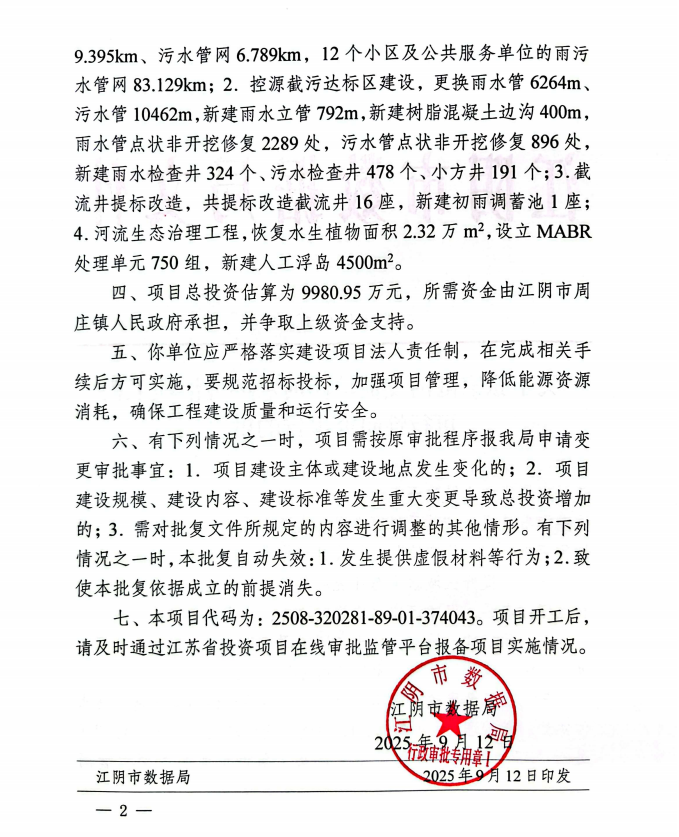 9.395km、污水管网 6.789km，12 个小区及公共服务单位的雨污
水管网 83.129km；2. 控源截污达标区建设，更换雨水管 6264m、
污水管 10462m，新建雨水立管 792m，新建树脂混凝土边沟 400m，
雨水管点状非开挖修复 2289 处，污水管点状非开挖修复 896 处，
新建雨水检查井 324 个、污水检查井 478 个、小方井 191 个；3. 截
流井提标改造，共提标改造截流井 16 座，新建初雨调蓄池 1 座；
4. 河流生态治理工程，恢复水生植物面积 2.32 万 m²，设立 MABR
处理单元 750 组，新建人工浮岛 4500m²。
四、项目总投资估算为 9980.95 万元，所需资金由江阴市周
庄镇人民政府承担，并争取上级资金支持。
五、你单位应严格落实建设项目法人责任制，在完成相关手
续后方可实施，要规范招标投标，加强项目管理，降低能源资源
消耗，确保工程建设质量和运行安全。
六、有下列情况之一时，项目需按原审批程序报我局申请变
更审批事宜：1. 项目建设主体或建设地点发生变化的；2. 项目
建设规模、建设内容、建设标准等发生重大变更导致总投资增加
的；3. 需对批复文件所规定的内容进行调整的其他情形。有下列
情况之一时，本批复自动失效：1. 发生提供虚假材料等行为；2. 致
使本批复依据成立的前提消失。
七、本项目代码为：2508-320281-89-01-374043。项目开工后，
请及时通过江苏省投资项目在线审批监管平台报备项目实施情况。
江阴市数据局
2025 年 9 月 12 日
江阴市数据局
行政审批专用章1
江阴市数据局
2025 年 9 月 12 日印发
— 2 —